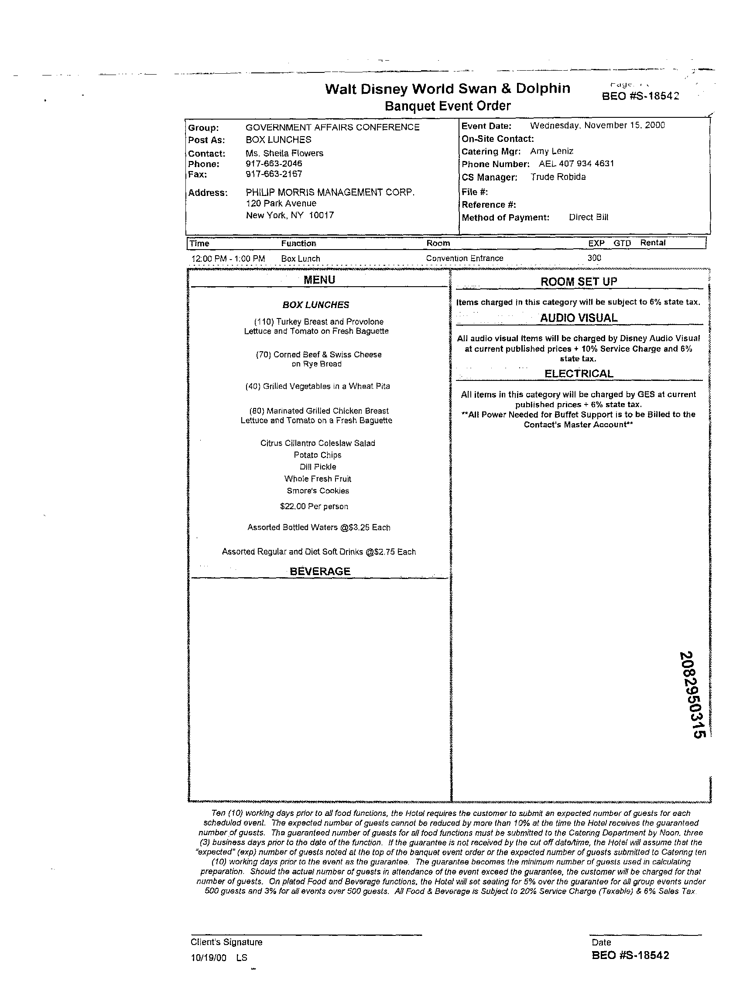 Walt Disney World Swan & Dolphin
Banquet Event Order
BEO #S-18542
Group: GOVERNMENT AFFAIRS CONFERENCE
Post As: BOX LUNCHES
Contact: Ms. Sheila Flowers
Phone: 917-663-2046
Fax: 917-663-2167
Address: PHILIP MORRIS MANAGEMENT CORP.
120 Park Avenue
New York, NY 10017
Event Date: Wednesday, November 15, 2000
On-Site Contact:
Catering Mgr: Amy Leniz
Phone Number: AEL 407 934 4631
CS Manager: Trude Robida
File #:
Reference #:
Method of Payment: Direct Bill
Time Function Room EXP GTD Rental
12:00 PM - 1:00 PM Box Lunch Convention Entrance 300
MENU
BOX LUNCHES
(110) Turkey Breast and Provolone
Lettuce and Tomato on Fresh Baguette
(70) Corned Beef & Swiss Cheese
on Rye Bread
(40) Grilled Vegetables in a Wheat Pita
(80) Marinated Grilled Chicken Breast
Lettuce and Tomato on a Fresh Baguette
Citrus Cillantro Coleslaw Salad
Potato Chips
Dill Pickle
Whole Fresh Fruit
Smore's Cookies
$22.00 Per person
Assorted Bottled Waters @$3.25 Each
Assorted Regular and Diet Soft Drinks @$2.75 Each
BEVERAGE
ROOM SET UP
Items charged in this category will be subject to 6% state tax.
AUDIO VISUAL
All audio visual Items will be charged by Disney Audio Visual
at current published prices + 10% Service Charge and 6%
state tax.
ELECTRICAL
All items in this category will be charged by GES at current
published prices + 6% state tax.
**All Power Needed for Buffet Support is to be Billed to the
Contact's Master Account**
2082950315
Ten (10) working days prior to all food functions, the Hotel requires the customer to submit an expected number of guests for each
scheduled event. The expected number of guests cannot be reduced by more than 10% at the time the Hotel receives the guaranteed
number of guests. The guaranteed number of guests for all food functions must be submitted to the Catering Department by Noon, three
(3) business days prior to the date of the function. If the guarantee is not received by the cut off date/time, the Hotel will assume that the
"expected" (exp) number of guests noted at the top of the banquet event order or the expected number of guests submitted to Catering ten
(10) working days prior to the event as the guarantee. The guarantee becomes the minimum number of guests used in calculating
preparation. Should the actual number of guests in attendance of the event exceed the guarantee, the customer will be charged for that
number of guests. On plated Food and Beverage functions, the Hotel will set seating for 5% over the guarantee for all group events under
500 guests and 3% for all events over 500 guests. All Food & Beverage is Subject to 20% Service Charge (Taxable) & 6% Sales Tax
Client's Signature Date
10/19/00 LS BEO #S-18542